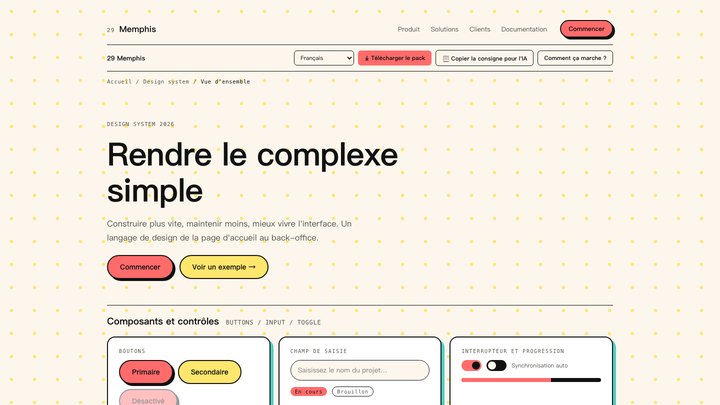 29 Memphis
Produit Solutions Clients Documentation Commencer
29 Memphis
Français Télécharger le pack Copier la consigne pour l'IA Comment ça marche ?
Accueil / Design system / Vue d'ensemble
DESIGN SYSTEM 2026
Rendre le complexe
simple
Construire plus vite, maintenir moins, mieux vivre l'interface. Un
langage de design de la page d'accueil au back-office.
Commencer Voir un exemple →
Composants et contrôles BUTTONS / INPUT / TOGGLE
BOUTONS
Primaire Secondaire
Désactivé
CHAMP DE SAISIE
Saisissez le nom du projet...
En cours Brouillon
INTERRUPTEUR ET PROGRESSION
Synchronisation auto